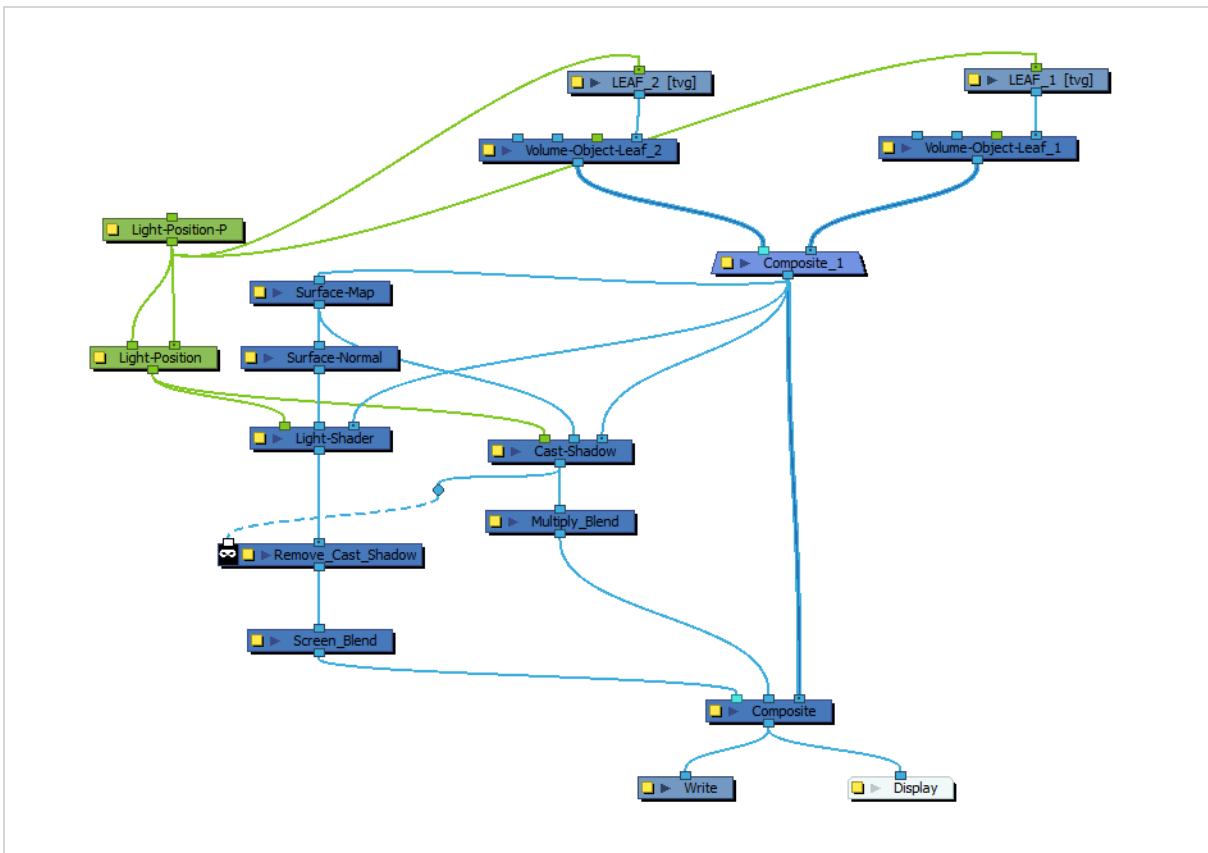 LEAF_2 [tvg]
LEAF_1 [tvg]
Volume-Object-Leaf_2
Volume-Object-Leaf_1
Light-Position-P
Composite_1
Surface-Map
Light-Position
Surface-Normal
Light-Shader
Cast-Shadow
Multiply_Blend
Remove_Cast_Shadow
Screen_Blend
Composite
Write
Display